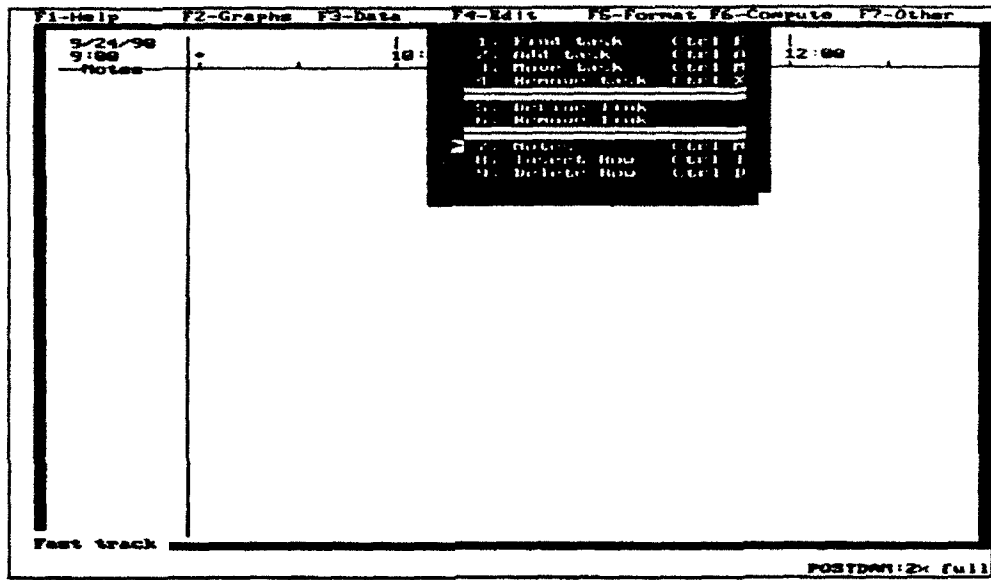 F1-Help F2-Graphs F3-Data F4-Edit F5-Format F6-Compute F7-Other
9/24/90
9:00 10: 12:00
Notes
1. Find task Ctrl F
2. Add task Ctrl A
3. Move task Ctrl M
4. Remove task Ctrl X
5. Define link
6. Remove link
7. Notes Ctrl N
8. Insert Row Ctrl I
9. Delete Row Ctrl D
Fast track
2% full